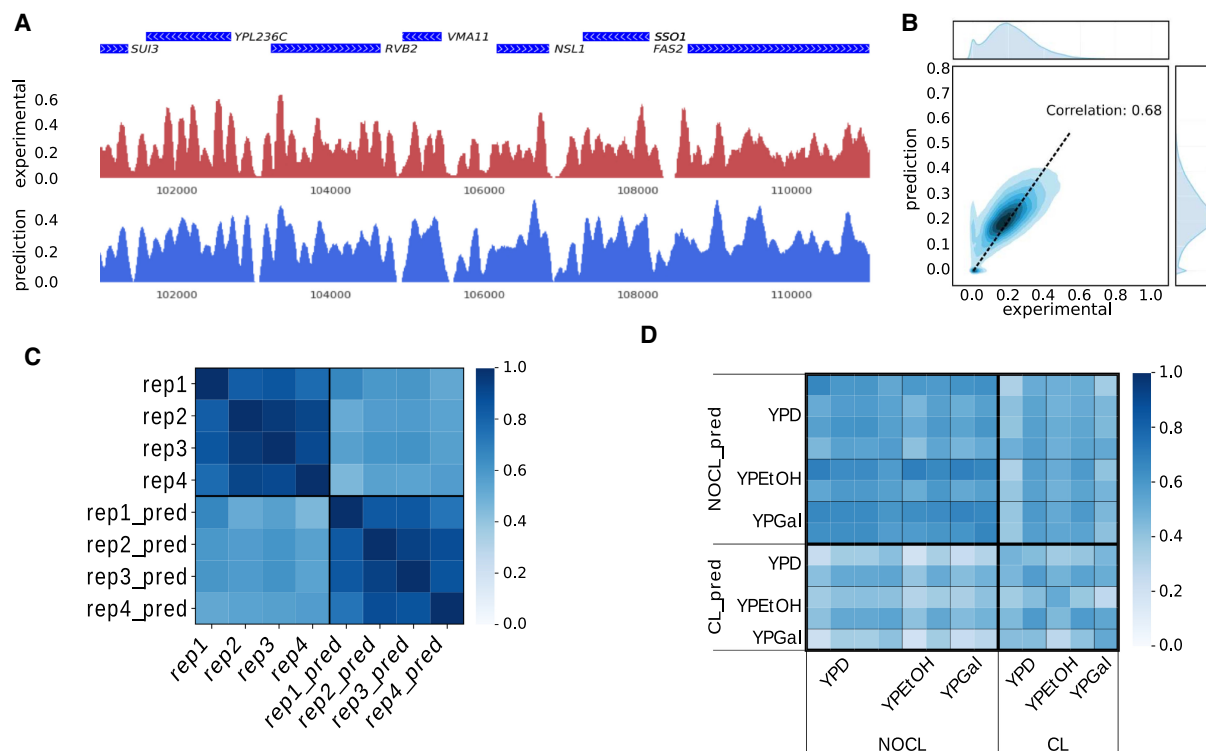 A
YPL236C
VMA11
SSO1
SUI3
RVB2
NSL1
FAS2
experimental
0.6
0.4
0.2
0.0
102000
104000
106000
108000
110000
prediction
0.4
0.2
0.0
102000
104000
106000
108000
110000
B
Correlation: 0.68
prediction
0.8
0.7
0.6
0.5
0.4
0.3
0.2
0.1
0.0
0.0 0.2 0.4 0.6 0.8 1.0
experimental
C
rep1
rep2
rep3
rep4
rep1_pred
rep2_pred
rep3_pred
rep4_pred
rep1
rep2
rep3
rep4
rep1_pred
rep2_pred
rep3_pred
rep4_pred
1.0
0.8
0.6
0.4
0.2
0.0
D
NOCL_pred
YPD
YPEtOH
YPGal
CL_pred
YPD
YPEtOH
YPGal
YPD
YPEtOH
YPGal
YPD
YPEtOH
YPGal
NOCL
CL
1.0
0.8
0.6
0.4
0.2
0.0